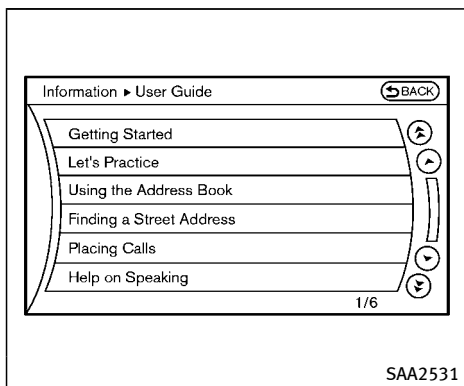 Information ▸ User Guide
BACK
Getting Started
Let's Practice
Using the Address Book
Finding a Street Address
Placing Calls
Help on Speaking
1/6
SAA2531